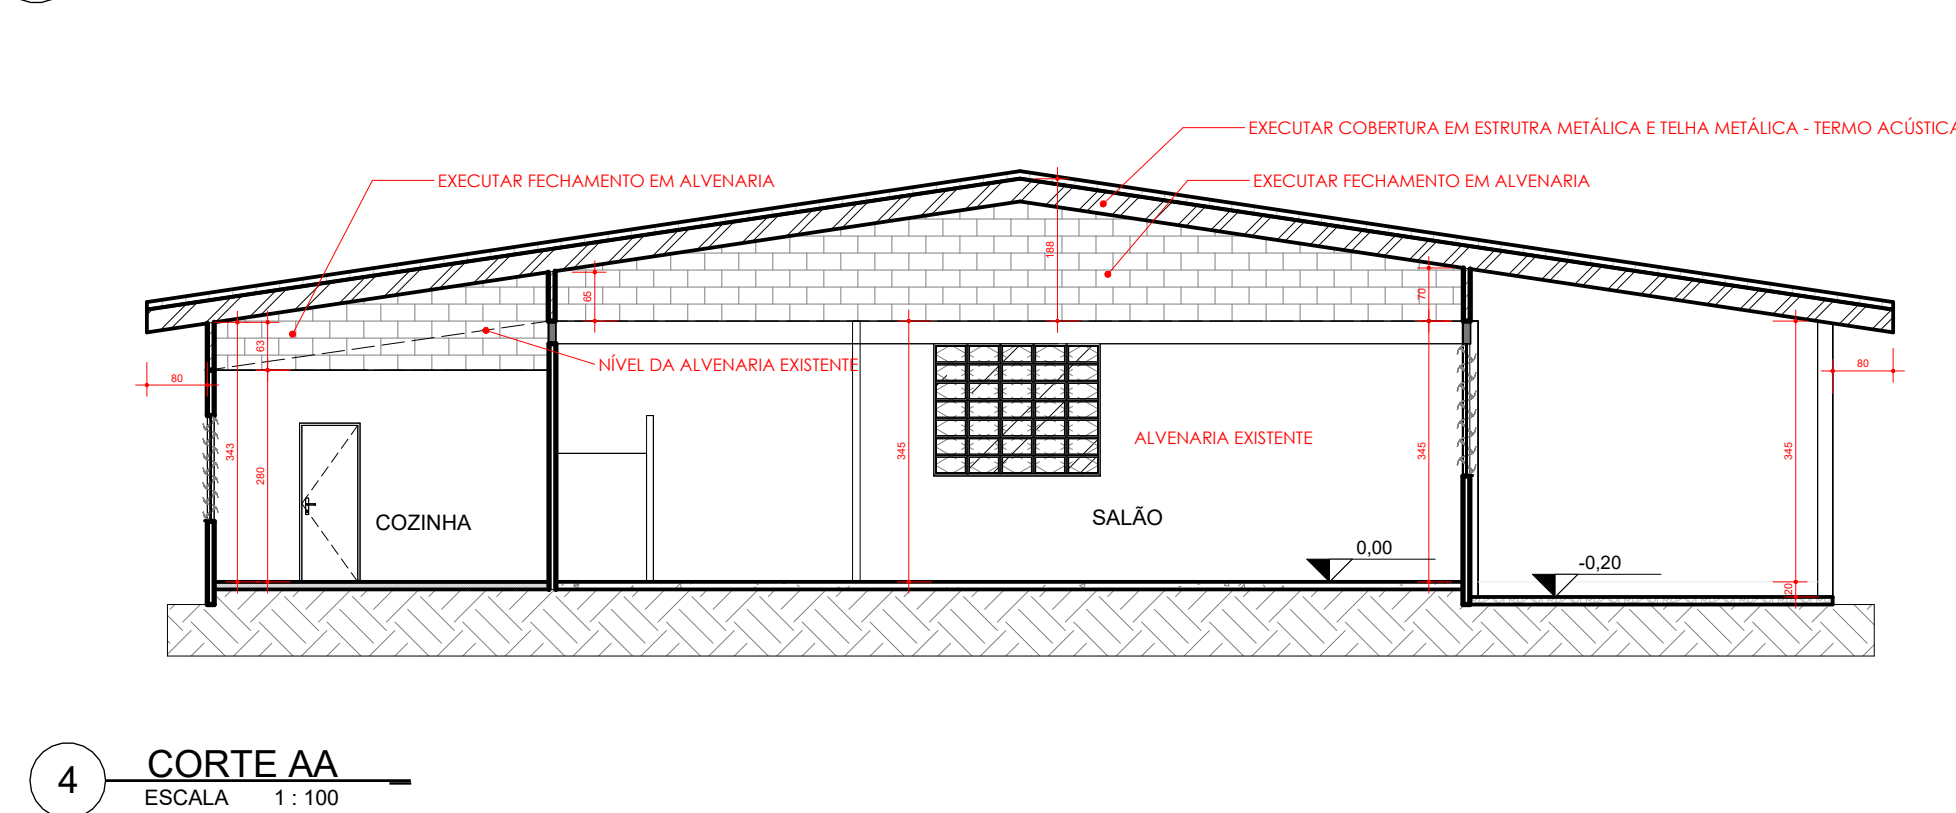 EXECUTAR COBERTURA EM ESTRUTRA METÁLICA E TELHA METÁLICA - TERMO ACÚSTICA
EXECUTAR FECHAMENTO EM ALVENARIA
EXECUTAR FECHAMENTO EM ALVENARIA
188
65
70
63
NÍVEL DA ALVENARIA EXISTENTE
80
80
ALVENARIA EXISTENTE
343
280
345
345
345
COZINHA
SALÃO
0,00
-0,20
20
4
CORTE AA
ESCALA 1 : 100